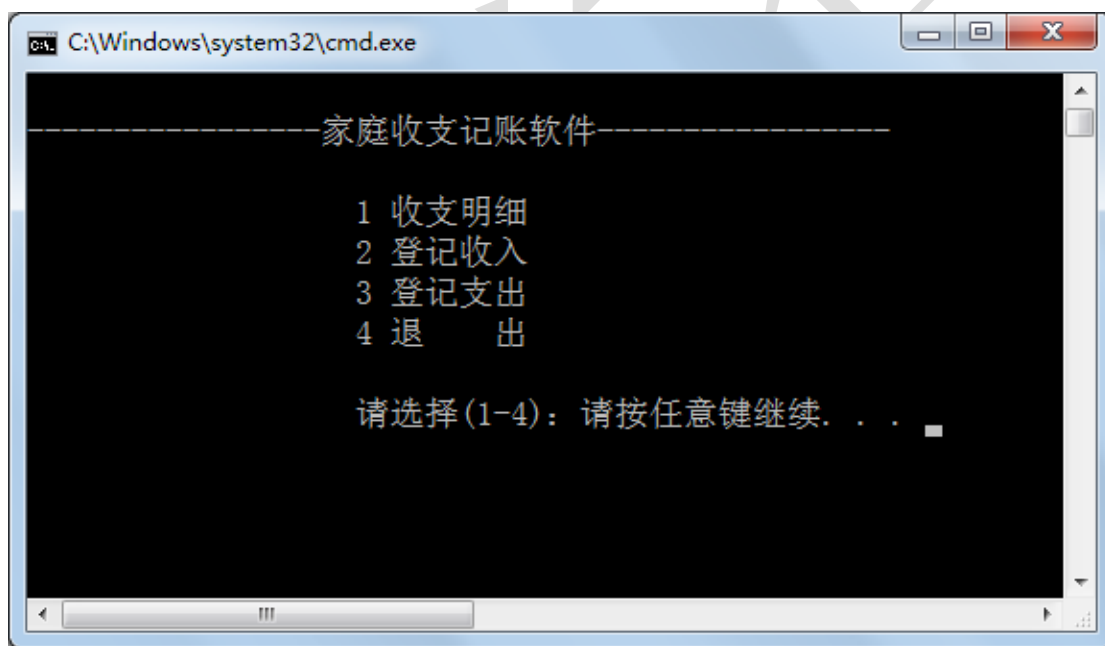 C:\Windows\system32\cmd.exe
-----------------家庭收支记账软件-----------------
1 收支明细
2 登记收入
3 登记支出
4 退　　出
请选择(1-4)：请按任意键继续. . .